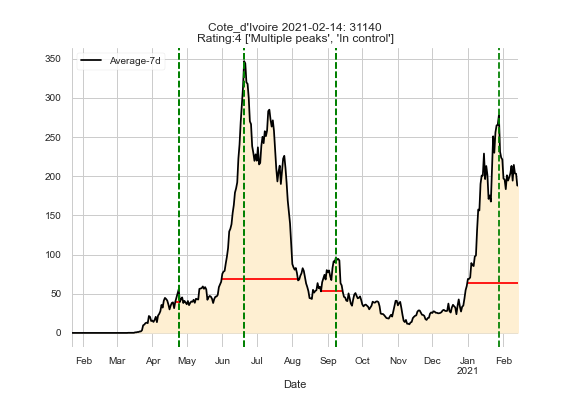 Cote_d'Ivoire 2021-02-14: 31140
Rating:4 ['Multiple peaks', 'In control']
Average-7d
350
300
250
200
150
100
50
0
Feb Mar Apr May Jun Jul Aug Sep Oct Nov Dec Jan Feb
2021
Date